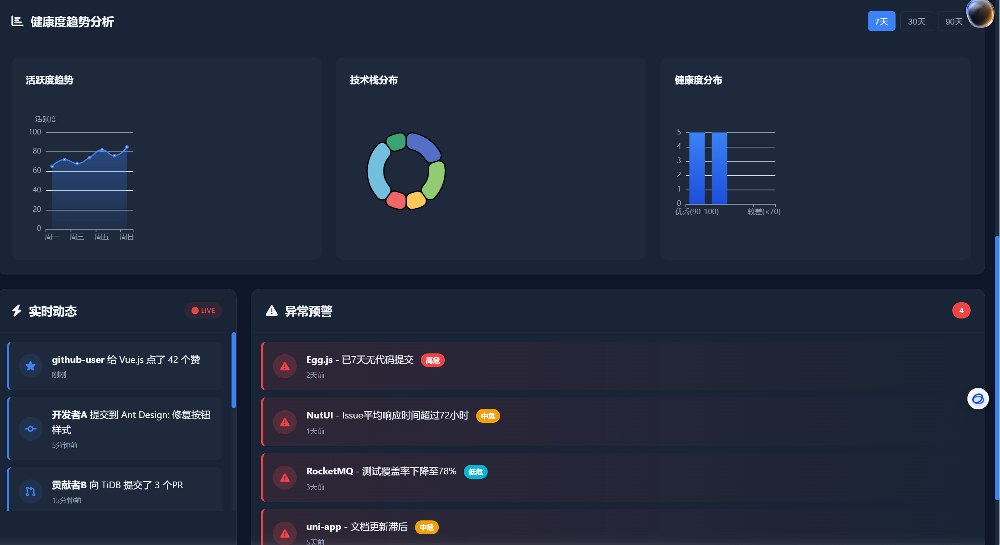 健康度趋势分析
7天
30天
90天
活跃度趋势
活跃度
100
80
60
40
20
0
周一
周三
周五
周日
技术栈分布
健康度分布
5
4
3
2
1
0
优秀(90-100)
较差(<70)
实时动态
LIVE
github-user 给 Vue.js 点了 42 个赞
刚刚
开发者A 提交到 Ant Design: 修复按钮
样式
5分钟前
贡献者B 向 TiDB 提交了 3 个PR
15分钟前
异常预警
4
Egg.js - 已7天无代码提交 高危
2天前
NutUI - Issue平均响应时间超过72小时 中危
1天前
RocketMQ - 测试覆盖率下降至78% 低危
3天前
uni-app - 文档更新滞后 中危
5天前